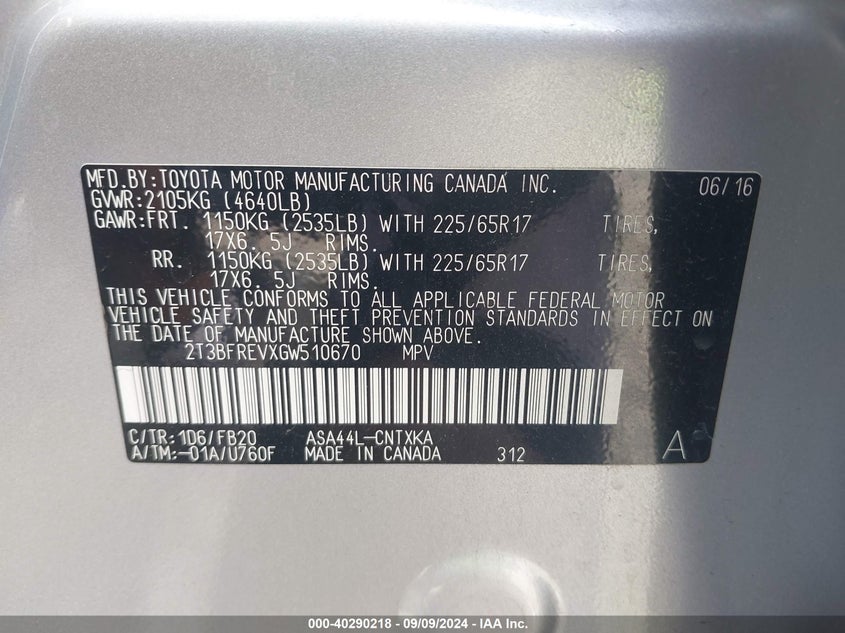 MFD.BY:TOYOTA MOTOR MANUFACTURING CANADA INC. 06/16
GVWR:2105KG (4640LB)
GAWR:FRT. 1150KG (2535LB) WITH 225/65R17 TIRES,
17X6. 5J RIMS.
RR. 1150KG (2535LB) WITH 225/65R17 TIRES,
17X6. 5J RIMS.
THIS VEHICLE CONFORMS TO ALL APPLICABLE FEDERAL MOTOR
VEHICLE SAFETY AND THEFT PREVENTION STANDARDS IN EFFECT ON
THE DATE OF MANUFACTURE SHOWN ABOVE.
2T3BFREVXGW510670 MPV
C/TR:1D6/FB20 ASA44L-CNTXKA
A/TM:-01A/U760F MADE IN CANADA 312 A
000-40290218 - 09/09/2024 - IAA Inc.